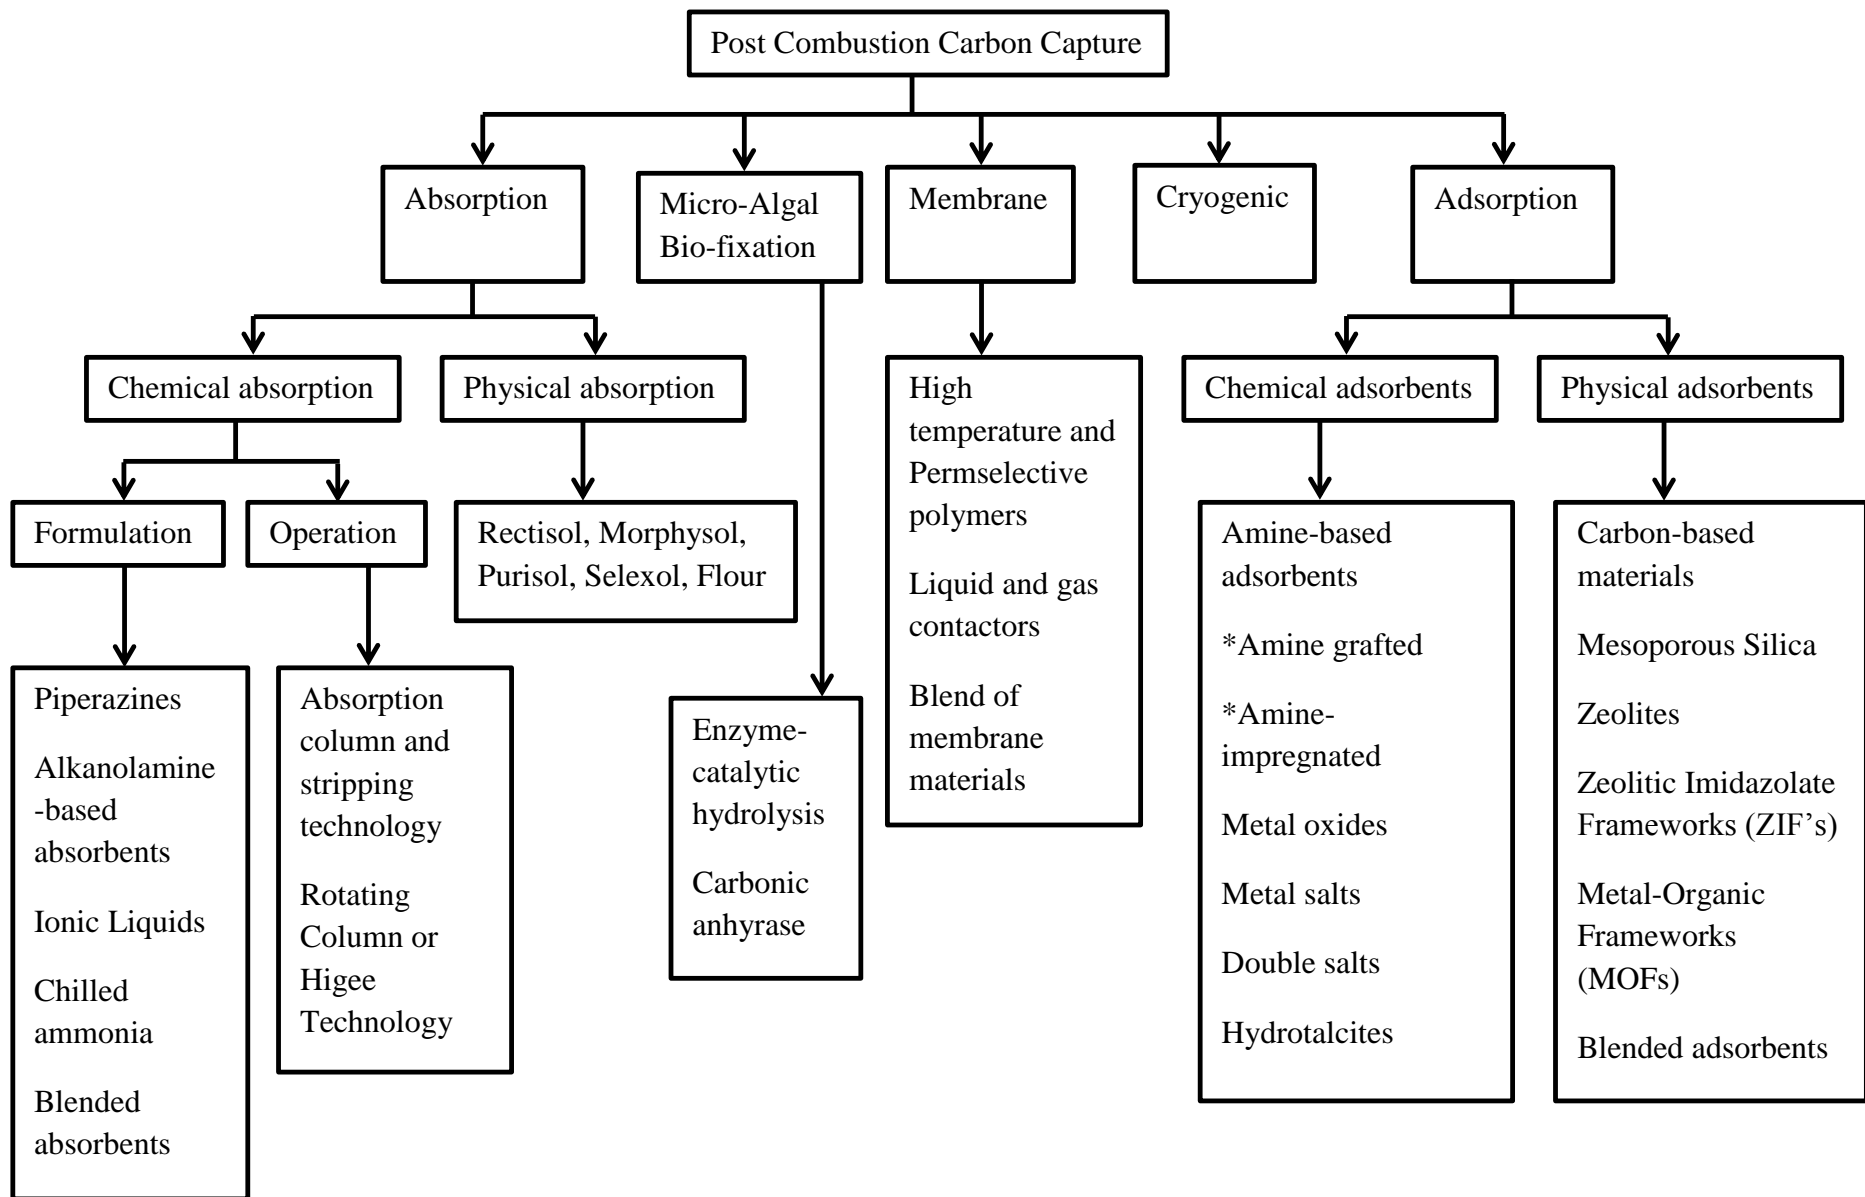 Post Combustion Carbon Capture
Absorption
Micro-Algal
Bio-fixation
Membrane
Cryogenic
Adsorption
Chemical absorption
Physical absorption
Chemical adsorbents
Physical adsorbents
Formulation
Operation
Rectisol, Morphysol,
Purisol, Selexol, Flour
High
temperature and
Permselective
polymers
Liquid and gas
contactors
Blend of
membrane
materials
Piperazines
Alkanolamine
-based
absorbents
Ionic Liquids
Chilled
ammonia
Blended
absorbents
Absorption
column and
stripping
technology
Rotating
Column or
Higee
Technology
Enzyme-
catalytic
hydrolysis
Carbonic
anhyrase
Amine-based
adsorbents
*Amine grafted
*Amine-
impregnated
Metal oxides
Metal salts
Double salts
Hydrotalcites
Carbon-based
materials
Mesoporous Silica
Zeolites
Zeolitic Imidazolate
Frameworks (ZIF’s)
Metal-Organic
Frameworks
(MOFs)
Blended adsorbents